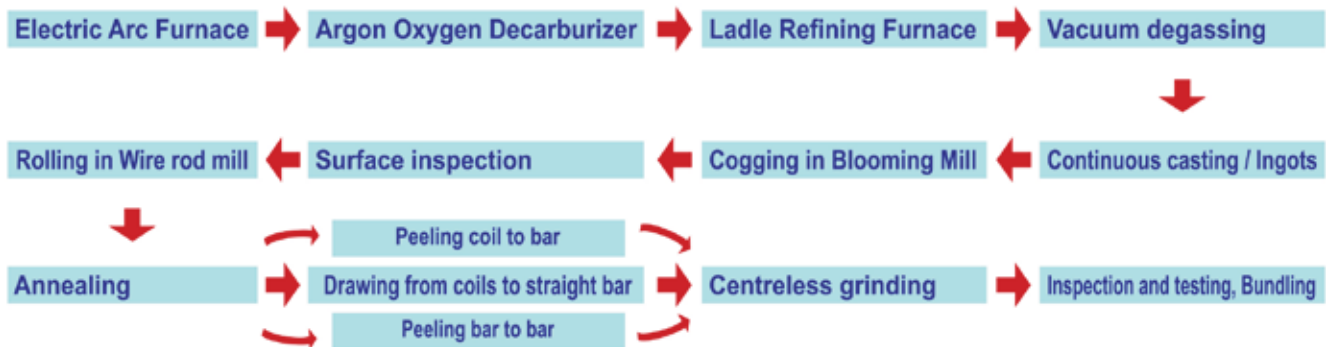 Electric Arc Furnace
Argon Oxygen Decarburizer
Ladle Refining Furnace
Vacuum degassing
Rolling in Wire rod mill
Surface inspection
Cogging in Blooming Mill
Continuous casting / Ingots
Peeling coil to bar
Annealing
Drawing from coils to straight bar
Centreless grinding
Inspection and testing, Bundling
Peeling bar to bar